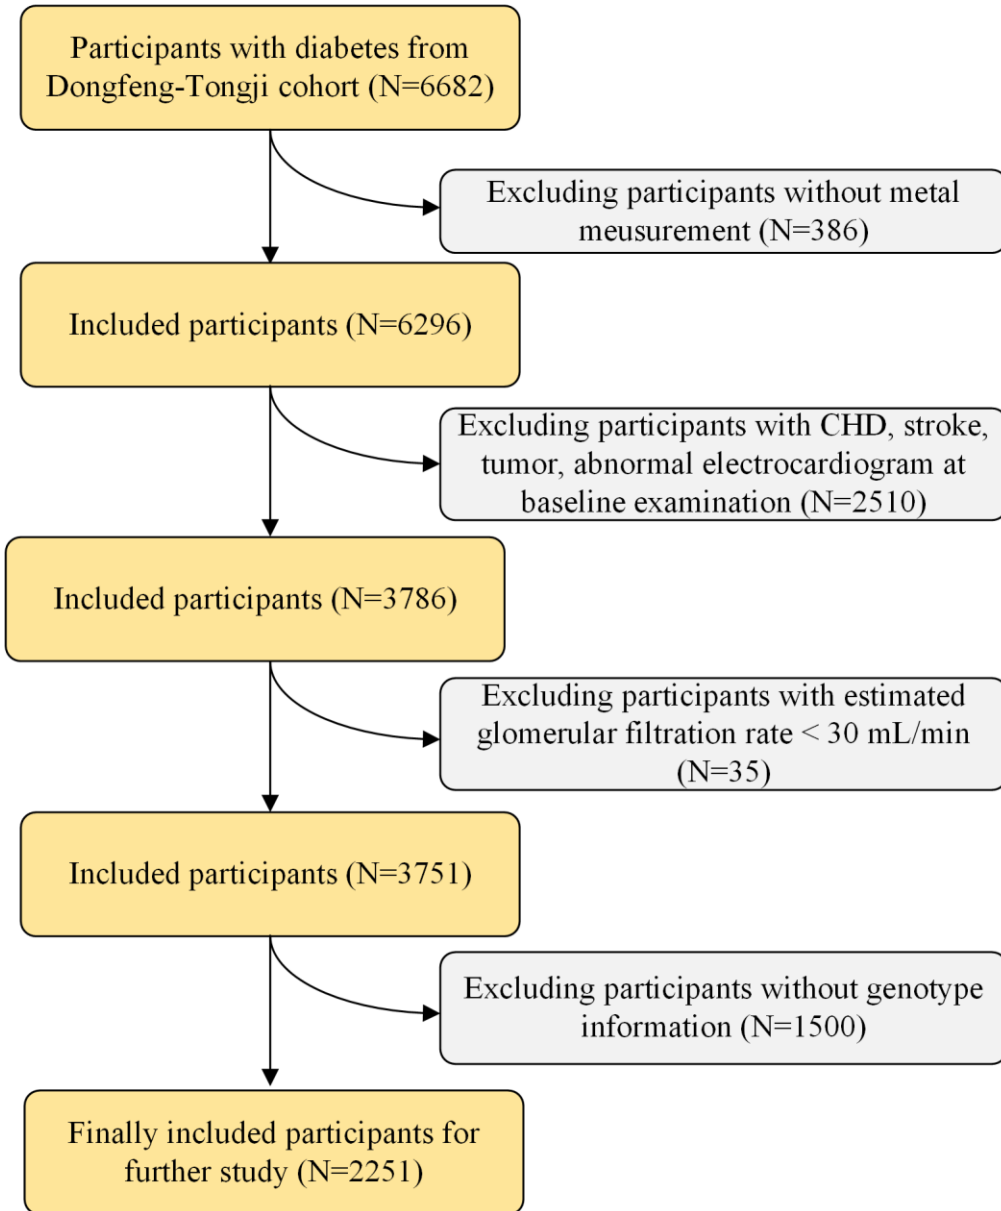 Participants with diabetes from
Dongfeng-Tongji cohort (N=6682)
Excluding participants without metal
meusurement (N=386)
Included participants (N=6296)
Excluding participants with CHD, stroke,
tumor, abnormal electrocardiogram at
baseline examination (N=2510)
Included participants (N=3786)
Excluding participants with estimated
glomerular filtration rate < 30 mL/min
(N=35)
Included participants (N=3751)
Excluding participants without genotype
information (N=1500)
Finally included participants for
further study (N=2251)